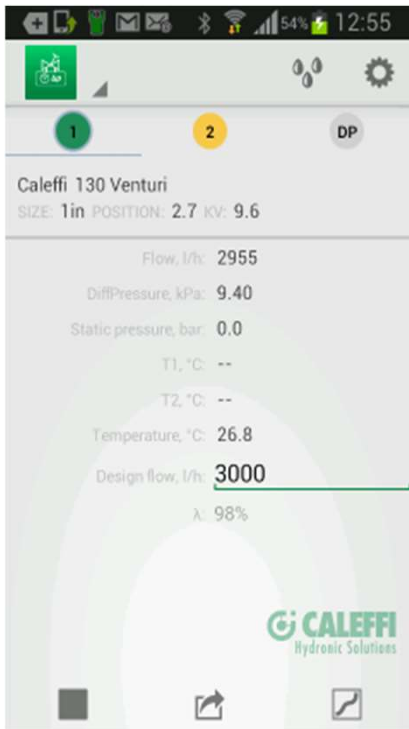 54% 12:55
1 2 DP
Caleffi 130 Venturi
SIZE: 1in POSITION: 2.7 KV: 9.6
Flow, l/h: 2955
DiffPressure, kPa: 9.40
Static pressure, bar: 0.0
T1, °C: --
T2, °C: --
Temperature, °C: 26.8
Design flow, l/h: 3000
λ: 98%
CALEFFI
Hydronic Solutions